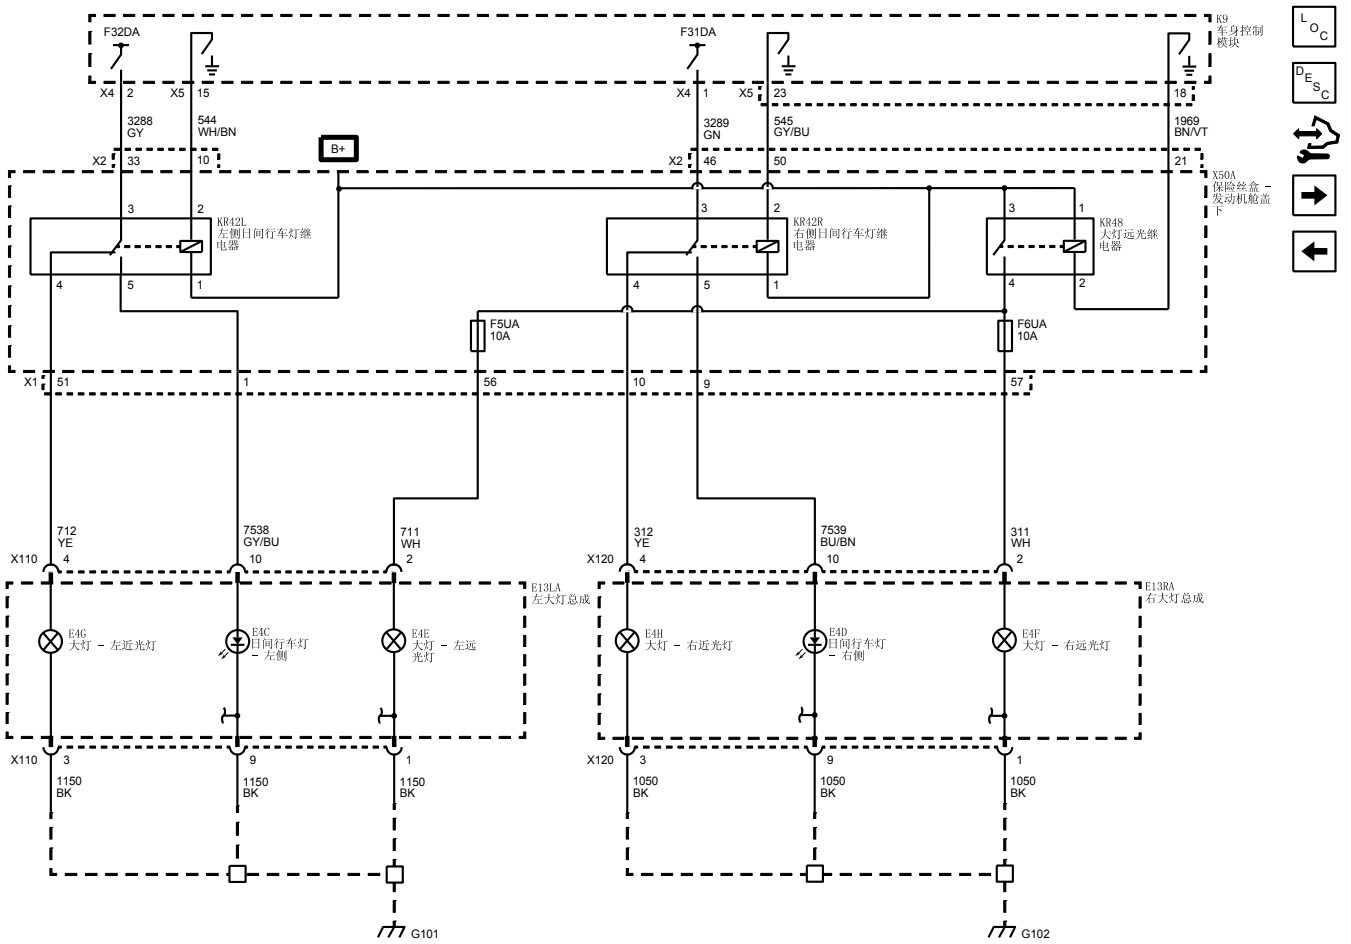 F32DA
F31DA
K9
车身控制
模块
L
O
C
D
E
S
C
X4
2
X5
15
X4
1
X5
23
18
3288
GY
544
WH/BN
3289
GN
545
GY/BU
1969
BN/VT
B+
X2
33
10
X2
46
50
21
X50A
保险丝盒 -
发动机舱盖
下
3
2
KR42L
左侧日间行车灯继
电器
3
2
KR42R
右侧日间行车灯继
电器
3
1
KR48
大灯远光继
电器
4
5
1
4
5
1
4
2
F5UA
10A
F6UA
10A
X1
51
1
56
10
9
57
712
YE
7538
GY/BU
711
WH
312
YE
7539
BU/BN
311
WH
X110
4
10
2
X120
4
10
2
E13LA
左大灯总成
E13RA
右大灯总成
E4G
大灯 - 左近光灯
E4C
日间行车灯
- 左侧
E4E
大灯 - 左远
光灯
E4H
大灯 - 右近光灯
E4D
日间行车灯
- 右侧
E4F
大灯 - 右远光灯
X110
3
9
1
X120
3
9
1
1150
BK
1150
BK
1150
BK
1050
BK
1050
BK
1050
BK
G101
G102